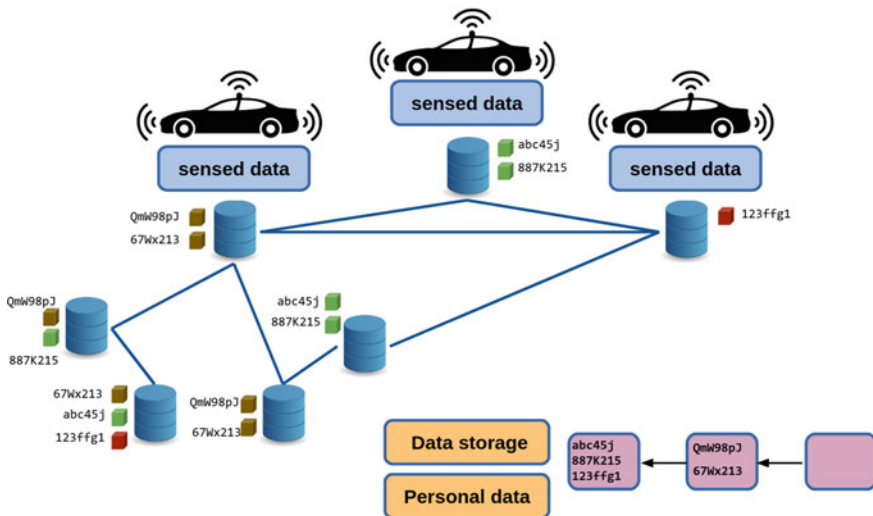 sensed data
sensed data
sensed data
abc45j
887K215
QmW98pJ
67Wx213
123ffg1
QmW98pJ
887K215
abc45j
887K215
67Wx213
abc45j
123ffg1
QmW98pJ
67Wx213
Data storage
Personal data
abc45j
887K215
123ffg1
QmW98pJ
67Wx213